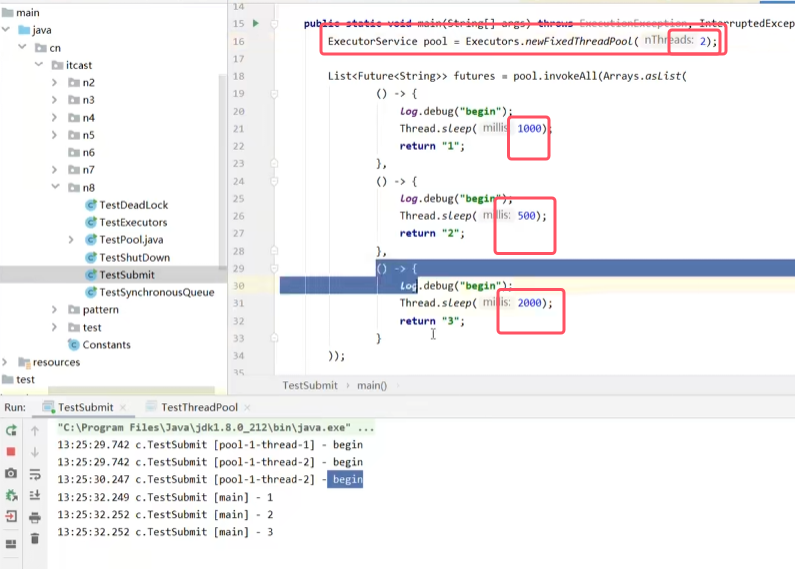 main
java
cn
itcast
n2
n3
n4
n5
n6
n7
n8
TestDeadLock
TestExecutors
TestPool.java
TestShutDown
TestSubmit
TestSynchronousQueue
pattern
test
Constants
resources
test
14
15 public static void main(String[] args) throws ExecutionException, InterruptedExcep
16 ExecutorService pool = Executors.newFixedThreadPool( nThreads: 2);
17
18 List<Future<String>> futures = pool.invokeAll(Arrays.asList(
19 () -> {
20 log.debug("begin");
21 Thread.sleep( millis: 1000);
22 return "1";
23 },
24 () -> {
25 log.debug("begin");
26 Thread.sleep( millis: 500);
27 return "2";
28 },
29 () -> {
30 log.debug("begin");
31 Thread.sleep( millis: 2000);
32 return "3";
33 }
34 ));
35
TestSubmit › main()
Run: TestSubmit × TestThreadPool ×
"C:\Program Files\Java\jdk1.8.0_212\bin\java.exe" ...
13:25:29.742 c.TestSubmit [pool-1-thread-1] - begin
13:25:29.742 c.TestSubmit [pool-1-thread-2] - begin
13:25:30.247 c.TestSubmit [pool-1-thread-2] - begin
13:25:32.249 c.TestSubmit [main] - 1
13:25:32.252 c.TestSubmit [main] - 2
13:25:32.252 c.TestSubmit [main] - 3